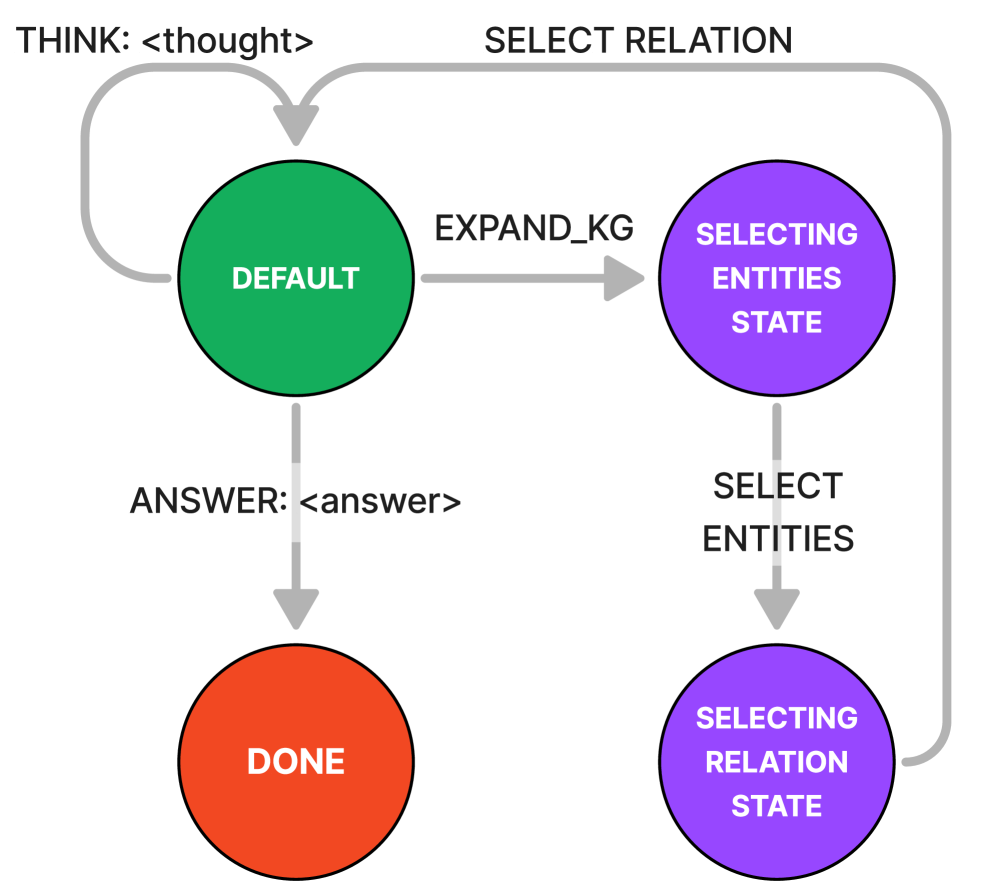 THINK: <thought>
SELECT RELATION
DEFAULT
EXPAND_KG
SELECTING
ENTITIES
STATE
ANSWER: <answer>
SELECT
ENTITIES
DONE
SELECTING
RELATION
STATE